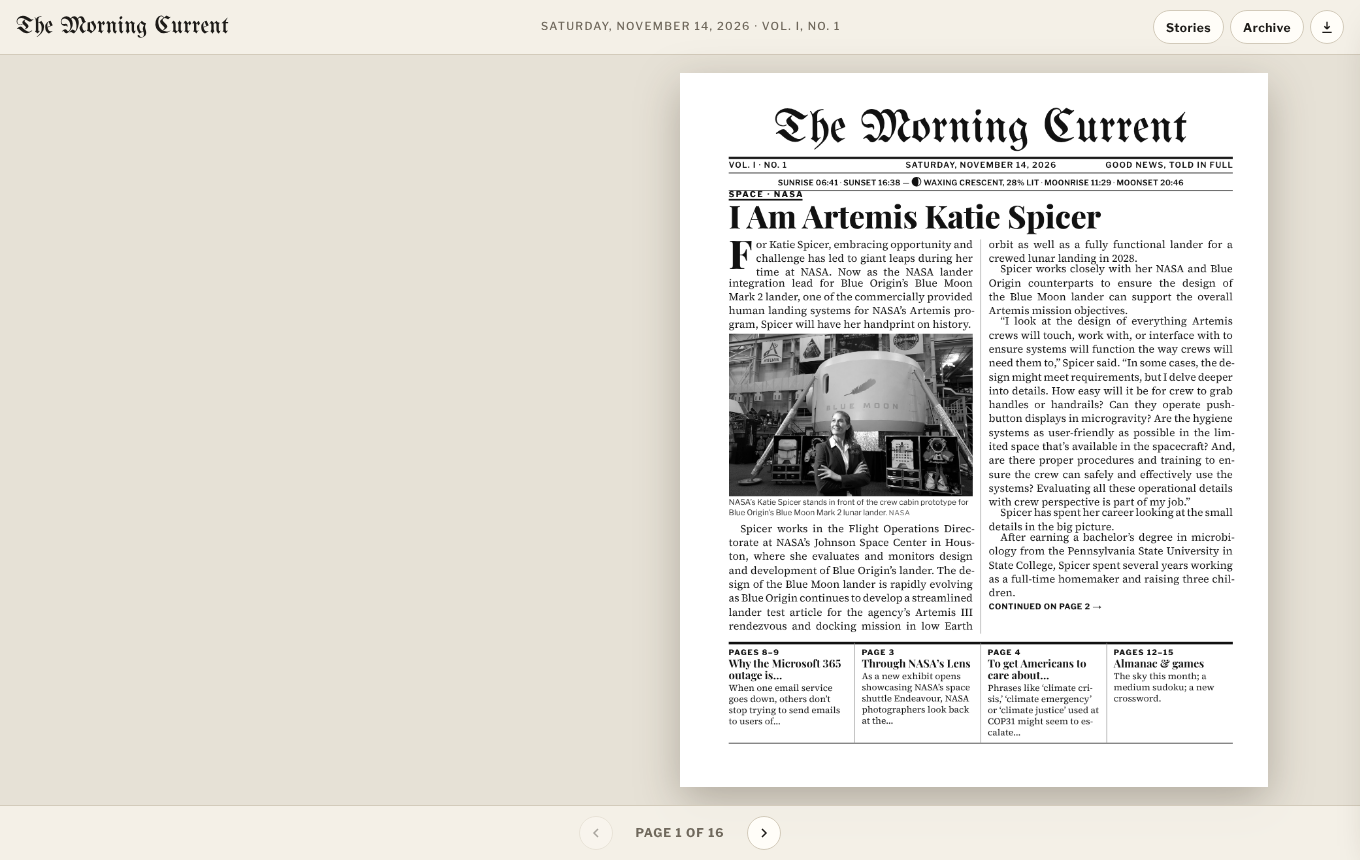 The Morning Current
SATURDAY, NOVEMBER 14, 2026 · VOL. I, NO. 1
Stories
Archive
The Morning Current
VOL. I · NO. 1
SATURDAY, NOVEMBER 14, 2026
GOOD NEWS, TOLD IN FULL
SUNRISE 06:41 · SUNSET 16:38 — WAXING CRESCENT, 28% LIT · MOONRISE 11:29 · MOONSET 20:46
SPACE · NASA
I Am Artemis Katie Spicer
For Katie Spicer, embracing opportunity and
challenge has led to giant leaps during her
time at NASA. Now as the NASA lander
integration lead for Blue Origin’s Blue Moon
Mark 2 lander, one of the commercially provided
human landing systems for NASA’s Artemis pro-
gram, Spicer will have her handprint on history.
BLUE MOON
NASA’s Katie Spicer stands in front of the crew cabin prototype for
Blue Origin’s Blue Moon Mark 2 lunar lander. NASA
Spicer works in the Flight Operations Direc-
torate at NASA’s Johnson Space Center in Hous-
ton, where she evaluates and monitors design
and development of Blue Origin’s lander. The de-
sign of the Blue Moon lander is rapidly evolving
as Blue Origin continues to develop a streamlined
lander test article for the agency’s Artemis III
rendezvous and docking mission in low Earth
orbit as well as a fully functional lander for a
crewed lunar landing in 2028.
Spicer works closely with her NASA and Blue
Origin counterparts to ensure the design of
the Blue Moon lander can support the overall
Artemis mission objectives.
“I look at the design of everything Artemis
crews will touch, work with, or interface with to
ensure systems will function the way crews will
need them to,” Spicer said. “In some cases, the de-
sign might meet requirements, but I delve deeper
into details. How easy will it be for crew to grab
handles or handrails? Can they operate push-
button displays in microgravity? Are the hygiene
systems as user-friendly as possible in the lim-
ited space that’s available in the spacecraft? And,
are there proper procedures and training to en-
sure the crew can safely and effectively use the
systems? Evaluating all these operational details
with crew perspective is part of my job.”
Spicer has spent her career looking at the small
details in the big picture.
After earning a bachelor’s degree in microbi-
ology from the Pennsylvania State University in
State College, Spicer spent several years working
as a full-time homemaker and raising three chil-
dren.
CONTINUED ON PAGE 2 →
PAGES 8–9
Why the Microsoft 365
outage is...
When one email service
goes down, others don’t
stop trying to send emails
to users of...
PAGE 3
Through NASA’s Lens
As a new exhibit opens
showcasing NASA’s space
shuttle Endeavour, NASA
photographers look back
at the...
PAGE 4
To get Americans to
care about...
Phrases like ‘climate cri-
sis,’ ‘climate emergency’
or ‘climate justice’ used at
COP31 might seem to es-
calate...
PAGES 12–15
Almanac & games
The sky this month; a
medium sudoku; a new
crossword.
PAGE 1 OF 16